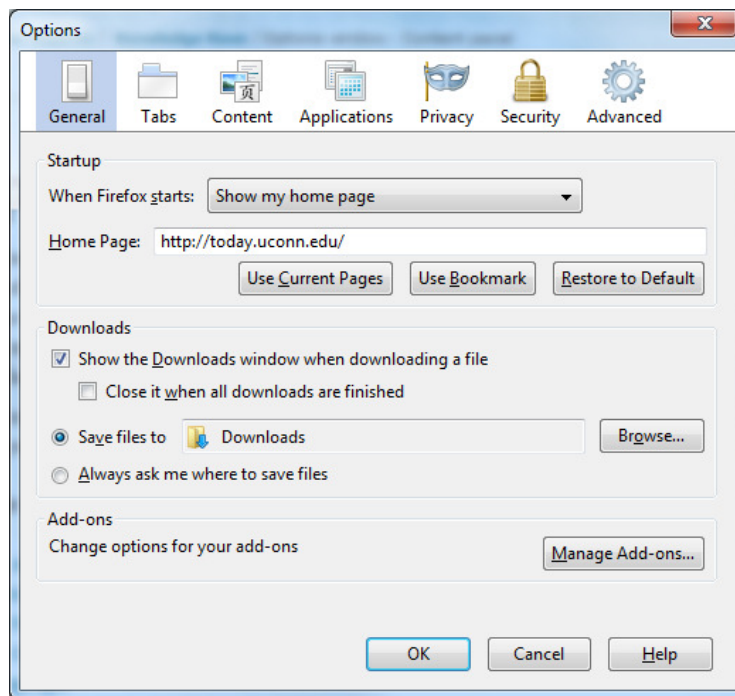 Options
General Tabs Content Applications Privacy Security Advanced
Startup
When Firefox starts: Show my home page
Home Page: http://today.uconn.edu/
Use Current Pages Use Bookmark Restore to Default
Downloads
Show the Downloads window when downloading a file
Close it when all downloads are finished
Save files to Downloads Browse...
Always ask me where to save files
Add-ons
Change options for your add-ons
Manage Add-ons...
OK Cancel Help